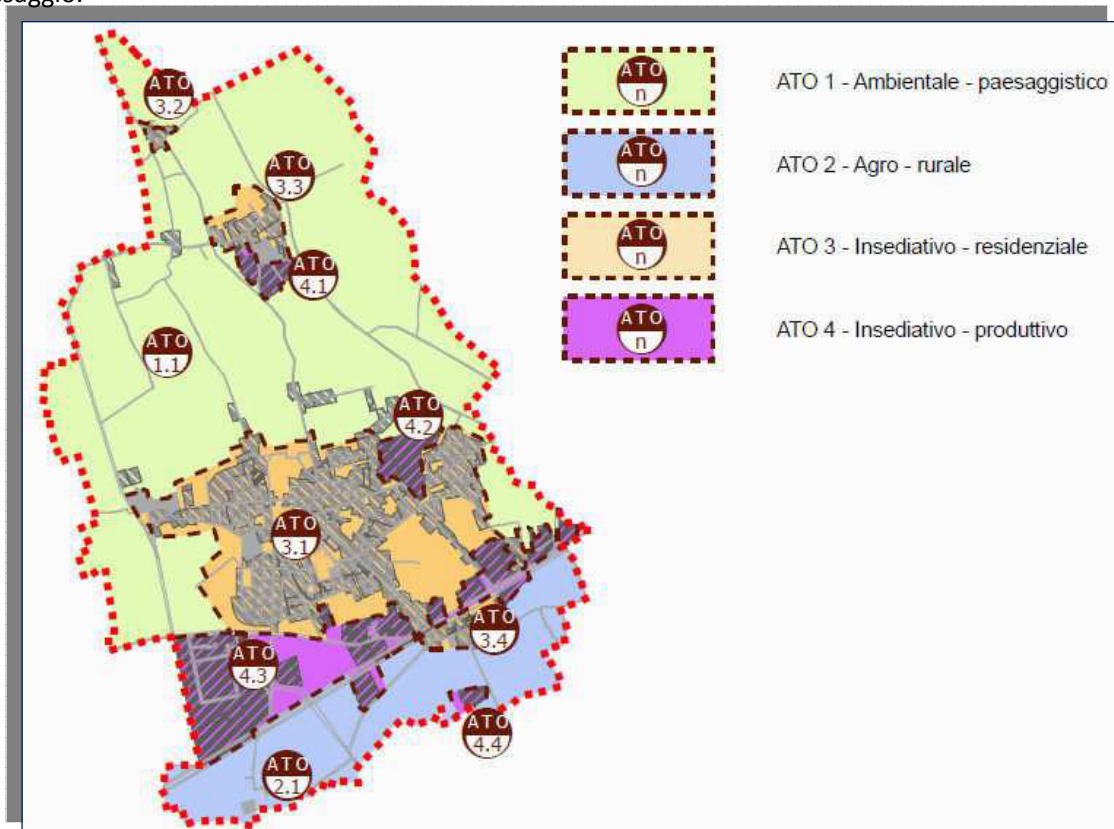 ssaggio.
ATO
3.2
ATO
3.3
ATO
4.1
ATO
1.1
ATO
4.2
ATO
3.1
ATO
3.4
ATO
4.3
ATO
4.4
ATO
2.1
ATO
n
ATO 1 - Ambientale - paesaggistico
ATO
n
ATO 2 - Agro - rurale
ATO
n
ATO 3 - Insediativo - residenziale
ATO
n
ATO 4 - Insediativo - produttivo